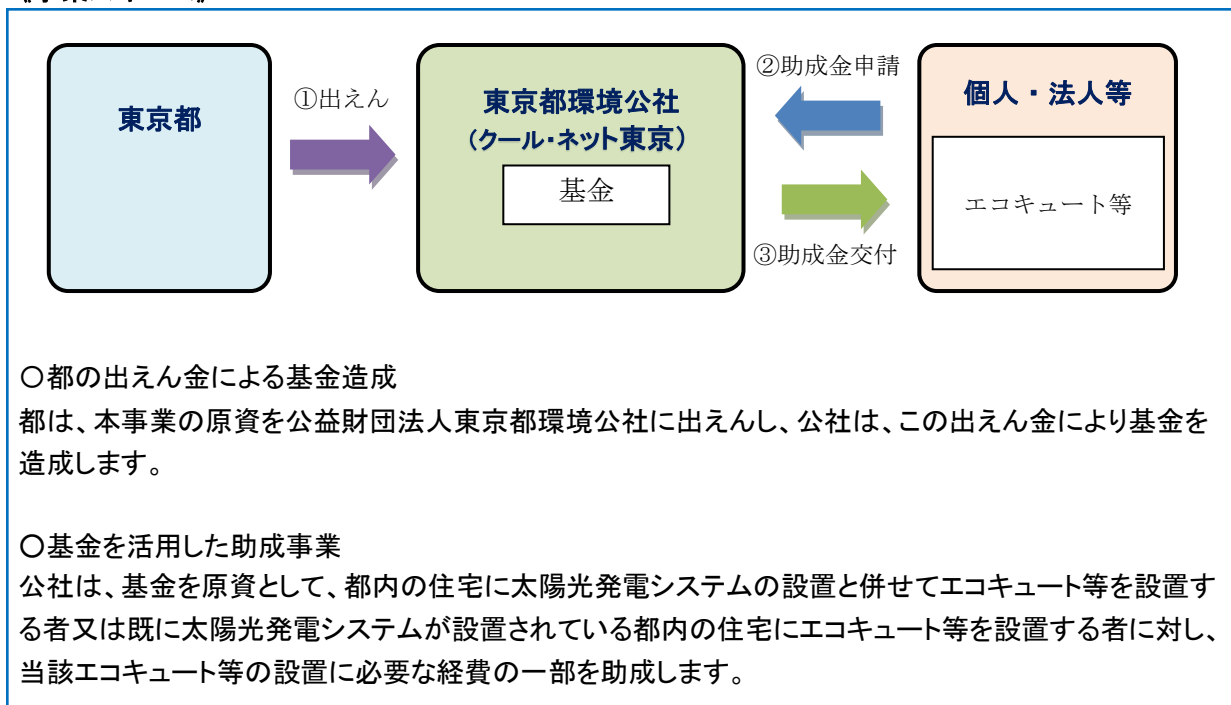 東京都
①出えん
東京都環境公社
（クール・ネット東京）
基金
②助成金申請
③助成金交付
個人・法人等
エコキュート等
○都の出えん金による基金造成
都は、本事業の原資を公益財団法人東京都環境公社に出えんし、公社は、この出えん金により基金を
造成します。
○基金を活用した助成事業
公社は、基金を原資として、都内の住宅に太陽光発電システムの設置と併せてエコキュート等を設置す
る者又は既に太陽光発電システムが設置されている都内の住宅にエコキュート等を設置する者に対し、
当該エコキュート等の設置に必要な経費の一部を助成します。